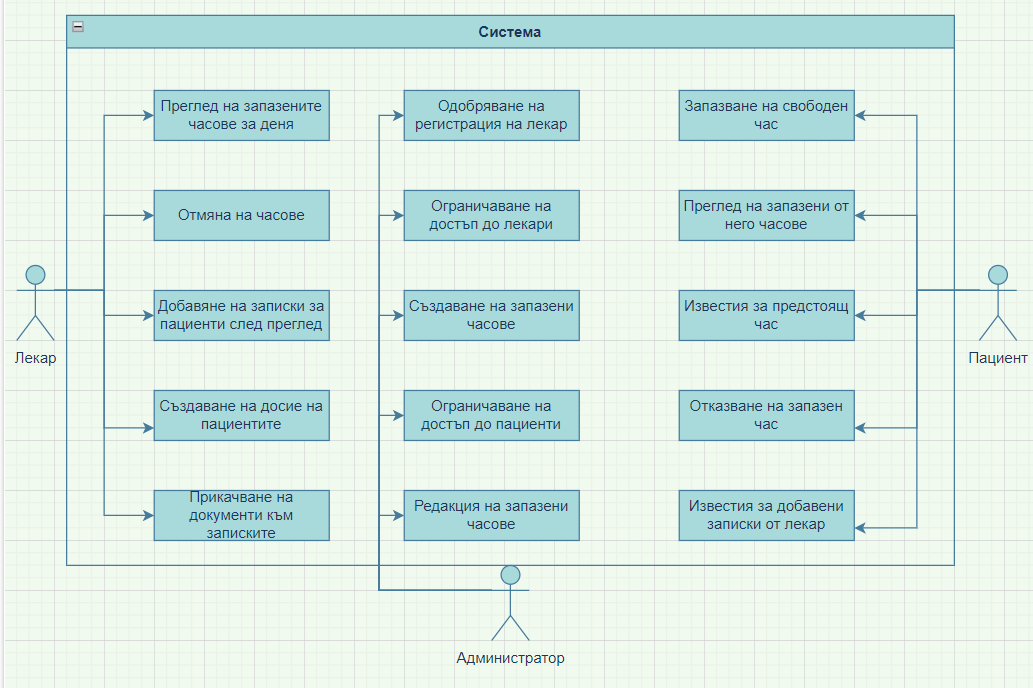 Система
Преглед на запазените
часове за деня
Одобряване на
регистрация на лекар
Запазване на свободен
час
Отмяна на часове
Ограничаване на
достъп до лекари
Преглед на запазени от
него часове
Добавяне на записки за
пациенти след преглед
Създаване на запазени
часове
Известия за предстоящ
час
Лекар
Пациент
Създаване на досие на
пациентите
Ограничаване на
достъп до пациенти
Отказване на запазен
час
Прикачване на
документи към
записките
Редакция на запазени
часове
Известия за добавени
записки от лекар
Администратор